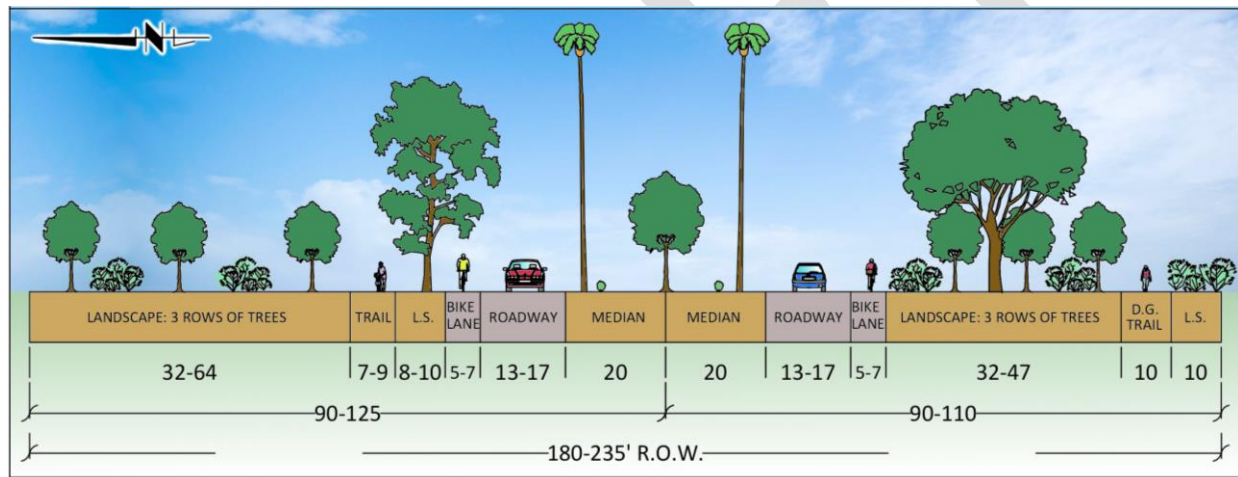 N
LANDSCAPE: 3 ROWS OF TREES
TRAIL
L.S.
BIKE
LANE
ROADWAY
MEDIAN
MEDIAN
ROADWAY
BIKE
LANE
LANDSCAPE: 3 ROWS OF TREES
D.G.
TRAIL
L.S.
32-64
7-9
8-10
5-7
13-17
20
20
13-17
5-7
32-47
10
10
90-125
90-110
180-235' R.O.W.